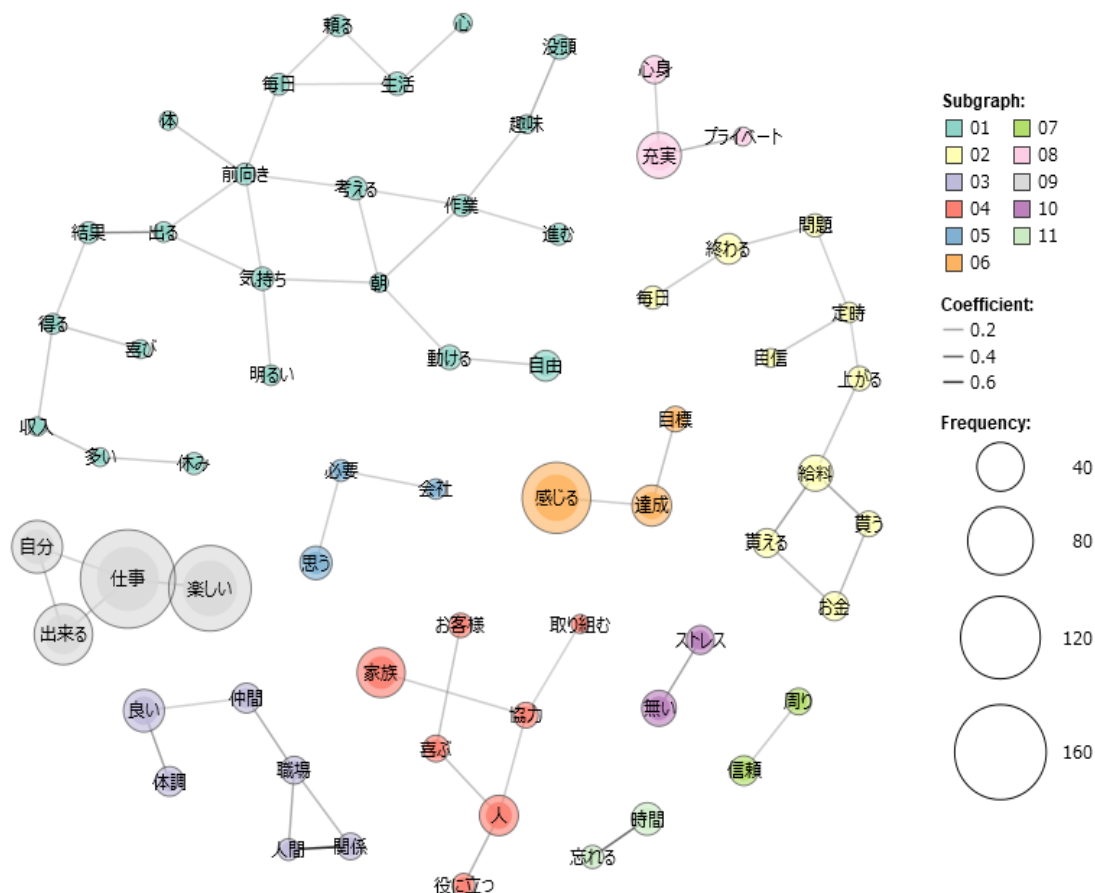 頼る
心
没頭
毎日
生活
体
趣味
前向き
考える
作業
結果
出る
進む
気持ち
朝
得る
喜び
明るい
動ける
自由
収入
多い
休み
心身
充実
プライベート
問題
終わる
毎日
定時
自信
上がる
給料
貰う
貰える
お金
目標
感じる
達成
必要
会社
思う
自分
仕事
楽しい
出来る
良い
仲間
体調
職場
人間
関係
お客様
取り組む
家族
協力
喜ぶ
人
役に立つ
ストレス
無い
周り
信頼
時間
忘れる
Subgraph:
01 07
02 08
03 09
04 10
05 11
06
Coefficient:
0.2
0.4
0.6
Frequency:
40
80
120
160